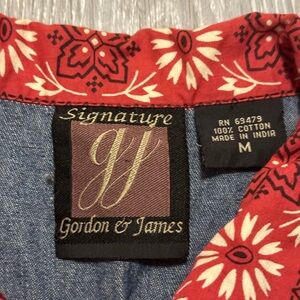 Signature
gj
Gordon & James
RN 69479
100% COTTON
MADE IN INDIA
M